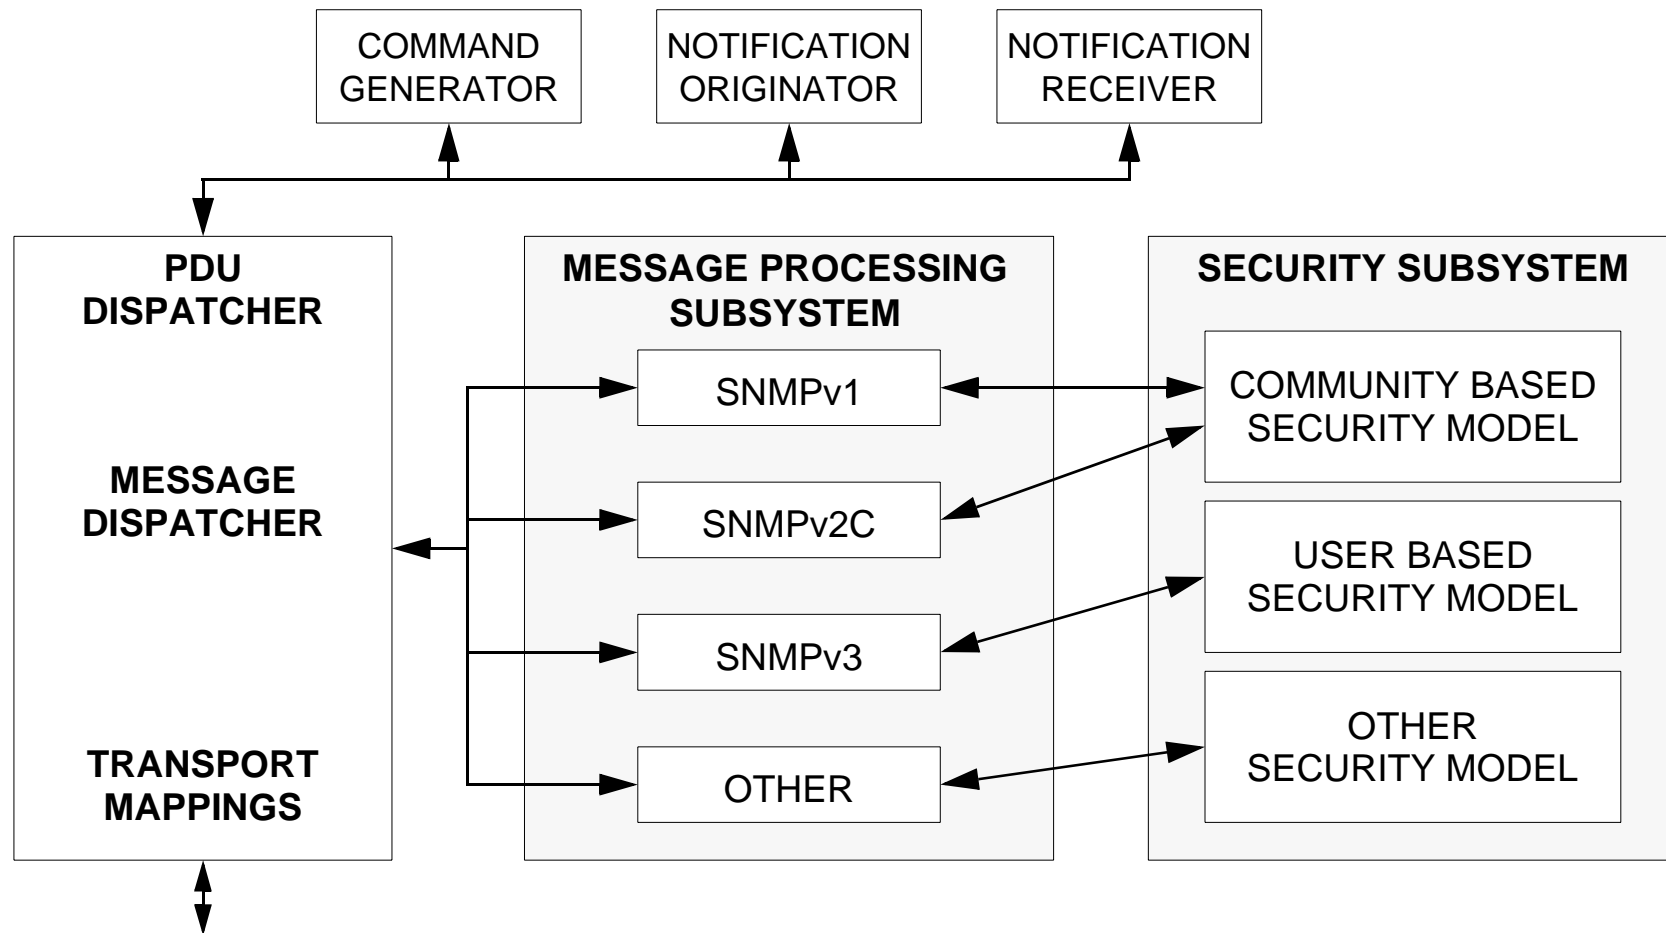 COMMAND
GENERATOR
NOTIFICATION
ORIGINATOR
NOTIFICATION
RECEIVER
PDU
DISPATCHER
MESSAGE
DISPATCHER
TRANSPORT
MAPPINGS
MESSAGE PROCESSING
SUBSYSTEM
SNMPv1
SNMPv2C
SNMPv3
OTHER
SECURITY SUBSYSTEM
COMMUNITY BASED
SECURITY MODEL
USER BASED
SECURITY MODEL
OTHER
SECURITY MODEL